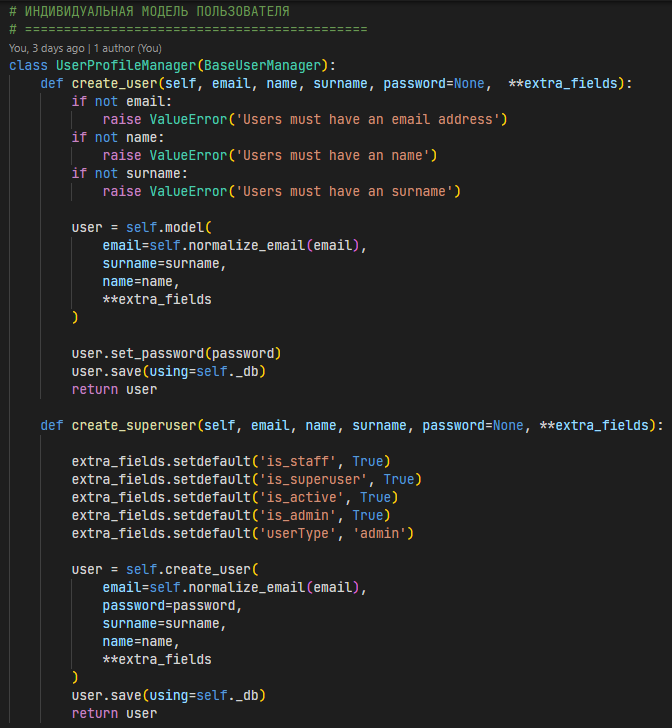 # ИНДИВИДУАЛЬНАЯ МОДЕЛЬ ПОЛЬЗОВАТЕЛЯ
# ============================================
You, 3 days ago | 1 author (You)
class UserProfileManager(BaseUserManager):
    def create_user(self, email, name, surname, password=None,  **extra_fields):
        if not email:
            raise ValueError('Users must have an email address')
        if not name:
            raise ValueError('Users must have an name')
        if not surname:
            raise ValueError('Users must have an surname')

        user = self.model(
            email=self.normalize_email(email),
            surname=surname,
            name=name,
            **extra_fields
        )

        user.set_password(password)
        user.save(using=self._db)
        return user

    def create_superuser(self, email, name, surname, password=None, **extra_fields):

        extra_fields.setdefault('is_staff', True)
        extra_fields.setdefault('is_superuser', True)
        extra_fields.setdefault('is_active', True)
        extra_fields.setdefault('is_admin', True)
        extra_fields.setdefault('userType', 'admin')

        user = self.create_user(
            email=self.normalize_email(email),
            password=password,
            surname=surname,
            name=name,
            **extra_fields
        )
        user.save(using=self._db)
        return user